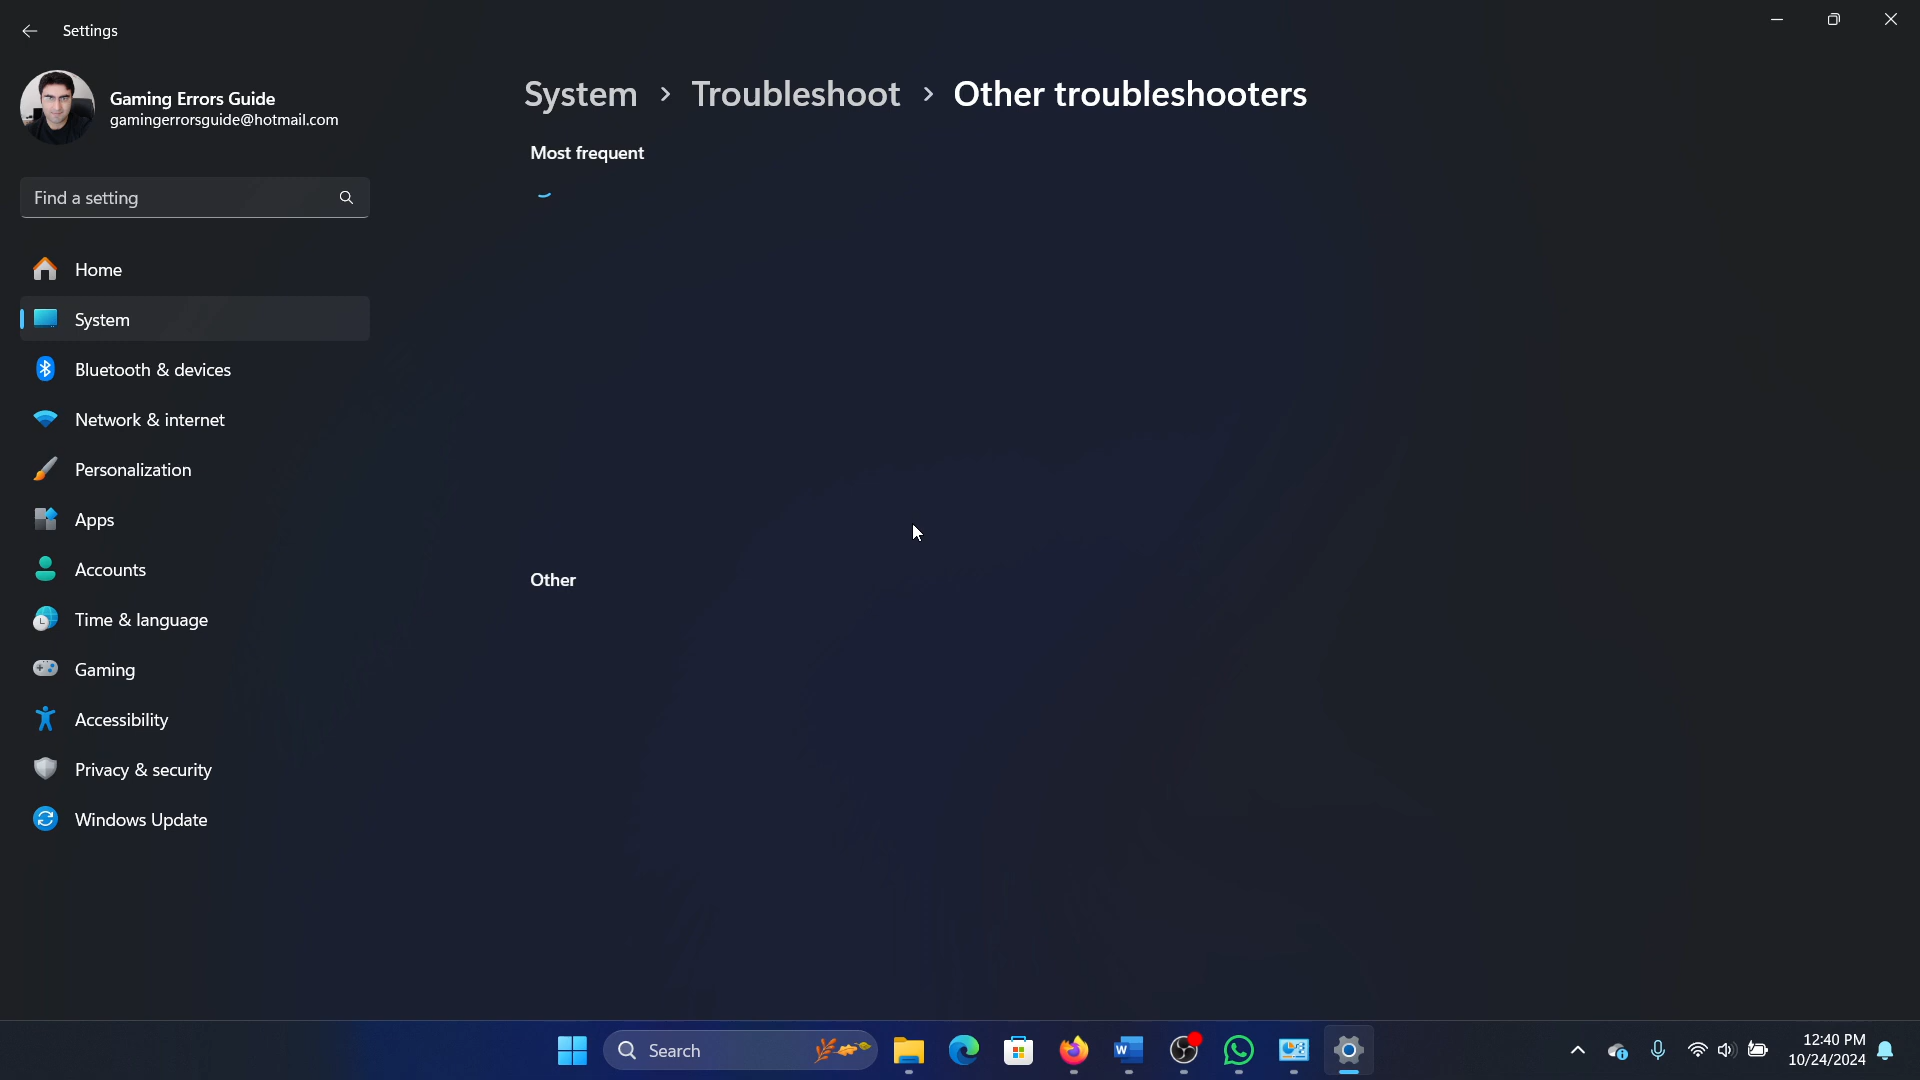 Settings
Gaming Errors Guide
gamingerrorsguide@hotmail.com
Find a setting
Home
System
Bluetooth & devices
Network & internet
Personalization
Apps
Accounts
Time & language
Gaming
Accessibility
Privacy & security
Windows Update
System > Troubleshoot > Other troubleshooters
Most frequent
Other
Search
12:40 PM
10/24/2024